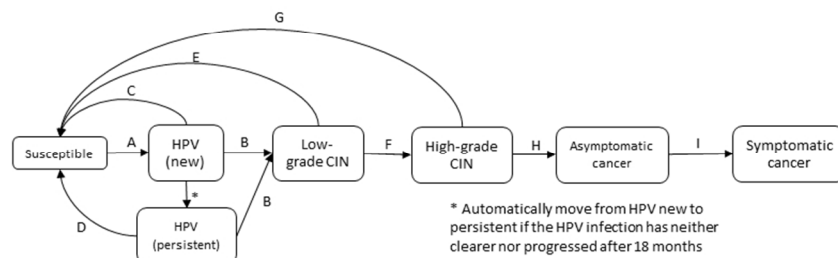 G
E
C
A
B
F
H
I
Susceptible
HPV
(new)
Low-
grade CIN
High-grade
CIN
Asymptomatic
cancer
Symptomatic
cancer
*
B
D
HPV
(persistent)
* Automatically move from HPV new to
persistent if the HPV infection has neither
clearer nor progressed after 18 months